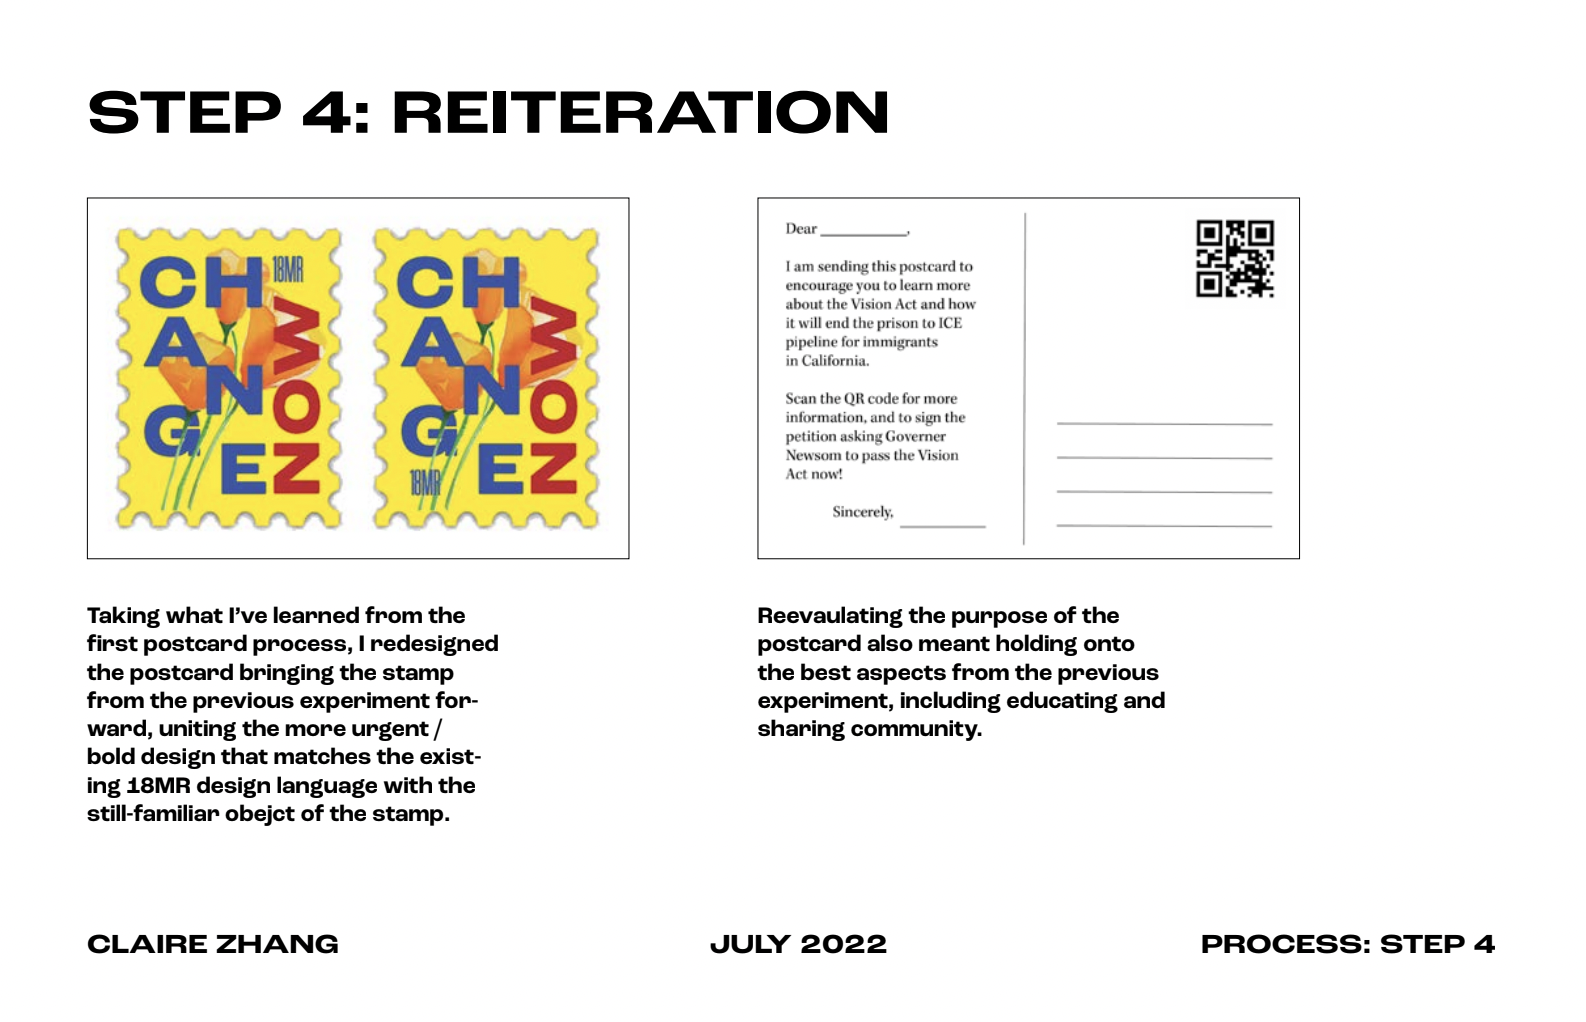 STEP 4: REITERATION
CH 18MR
A
N
G
E
NOW
CH
A
N
G
E
18MR
NOW
Dear __________,
I am sending this postcard to
encourage you to learn more
about the Vision Act and how
it will end the prison to ICE
pipeline for immigrants
in California.
Scan the QR code for more
information, and to sign the
petition asking Governer
Newsom to pass the Vision
Act now!
Sincerely, __________
Taking what I’ve learned from the
first postcard process, I redesigned
the postcard bringing the stamp
from the previous experiment for-
ward, uniting the more urgent /
bold design that matches the exist-
ing 18MR design language with the
still-familiar obejct of the stamp.
Reevaulating the purpose of the
postcard also meant holding onto
the best aspects from the previous
experiment, including educating and
sharing community.
CLAIRE ZHANG
JULY 2022
PROCESS: STEP 4